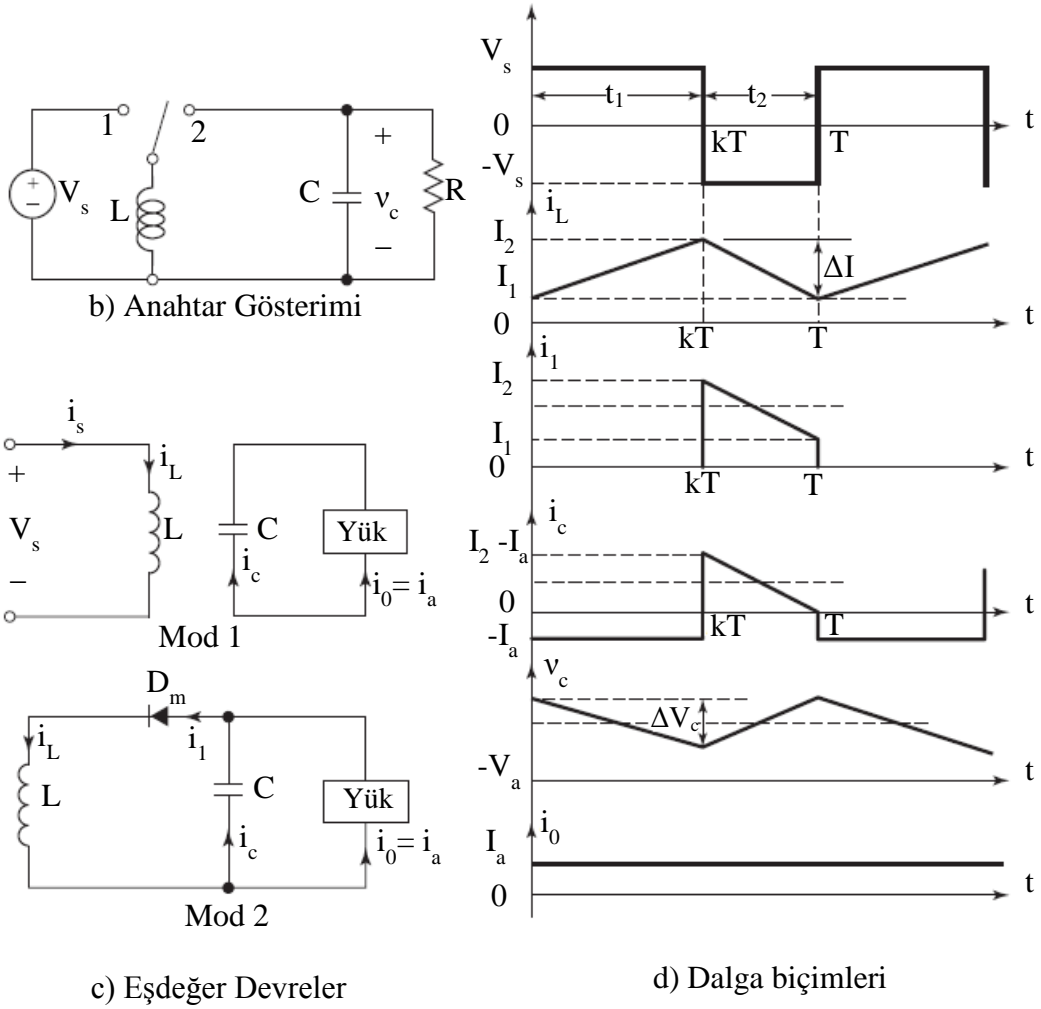 1 2
V_s
L
C
+
ν_c
−
R
b) Anahtar Gösterimi
i_s
+
V_s
−
i_L
L
C
i_c
Yük
i_0= i_a
Mod 1
D_m
i_L
i_1
L
C
Yük
i_c
i_0= i_a
Mod 2
c) Eşdeğer Devreler
V_s
t_1 t_2
0
kT T
t
-V_s
i_L
I_2
ΔI
I_1
0
kT T
t
i_1
I_2
I_1
0
kT T
t
i_c
I_2 -I_a
0
kT T
t
-I_a
ν_c
ΔV_c
-V_a
t
i_0
I_a
0
t
d) Dalga biçimleri